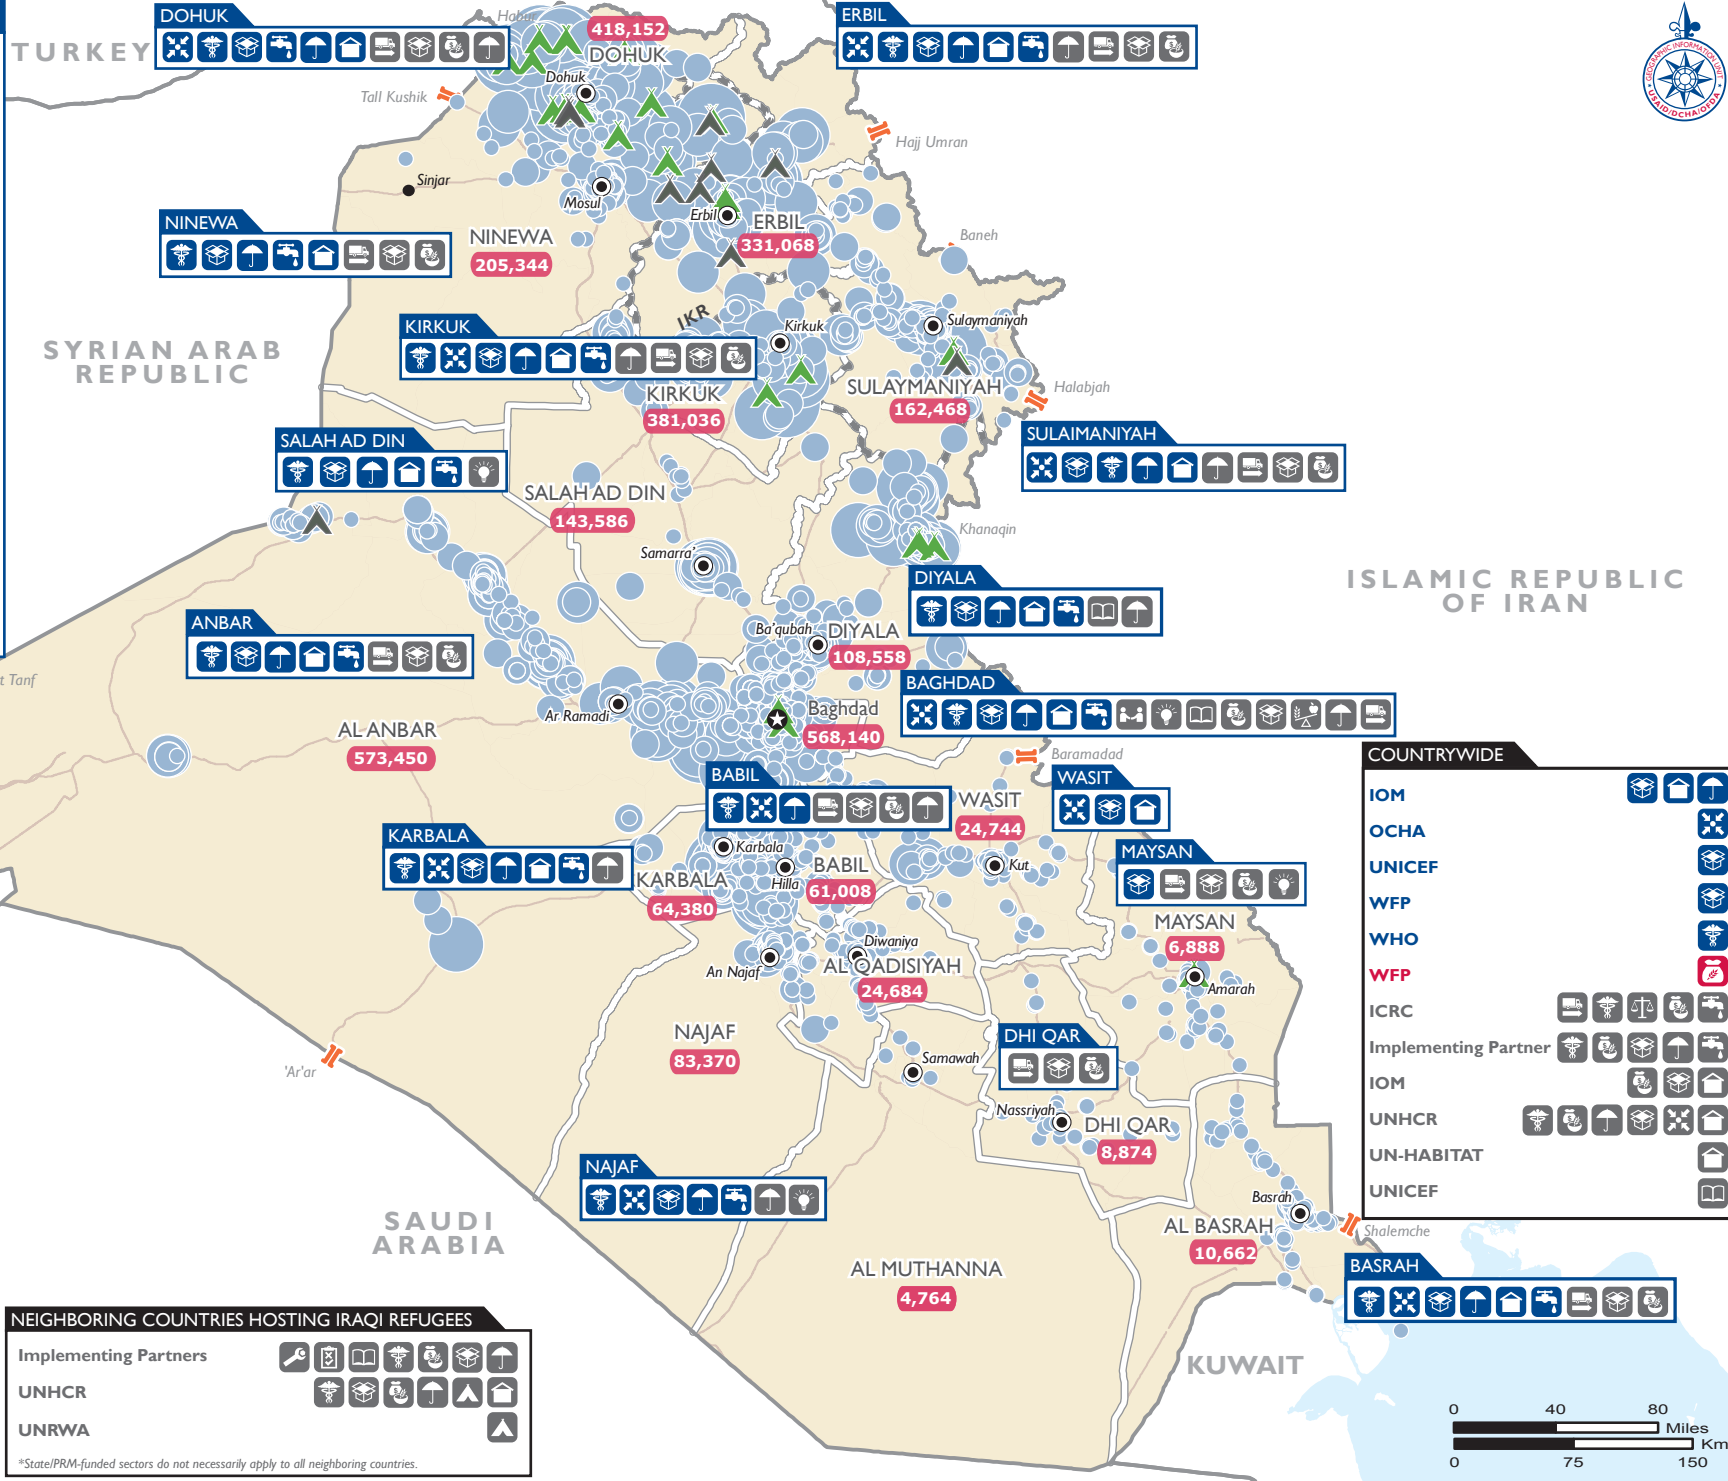 DOHUK
Habur
418,152
DOHUK
Dohuk
ERBIL
GEOGRAPHIC INFORMATION UNIT
USAID/DCHA/OFDA
TURKEY
Tall Kushik
Hajj Umran
Sinjar
Mosul
NINEWA
NINEWA
205,344
Erbil
ERBIL
331,068
Baneh
IKR
KIRKUK
Kirkuk
Sulaymaniyah
SYRIAN ARAB
REPUBLIC
KIRKUK
381,036
SULAYMANIYAH
162,468
Halabjah
SALAH AD DIN
SULAIMANIYAH
SALAH AD DIN
143,586
Khanaqin
Samarra'
DIYALA
ISLAMIC REPUBLIC
OF IRAN
ANBAR
Ba'qubah
DIYALA
108,558
t Tanf
BAGHDAD
Ar Ramadi
Baghdad
568,140
AL ANBAR
573,450
Baramadad
BABIL
WASIT
24,744
WASIT
KARBALA
Karbala
Hilla
BABIL
61,008
Kut
MAYSAN
KARBALA
64,380
MAYSAN
6,888
Amarah
An Najaf
Diwaniya
AL QADISIYAH
24,684
NAJAF
83,370
Samawah
DHI QAR
'Ar'ar
Nassriyah
DHI QAR
8,874
NAJAF
Basrah
AL BASRAH
10,662
Shalemche
SAUDI
ARABIA
AL MUTHANNA
4,764
BASRAH
KUWAIT
COUNTRYWIDE
IOM
OCHA
UNICEF
WFP
WHO
WFP
ICRC
Implementing Partner
IOM
UNHCR
UN-HABITAT
UNICEF
NEIGHBORING COUNTRIES HOSTING IRAQI REFUGEES
Implementing Partners
UNHCR
UNRWA
*State/PRM-funded sectors do not necessarily apply to all neighboring countries.
0 40 80
Miles
Km
0 75 150